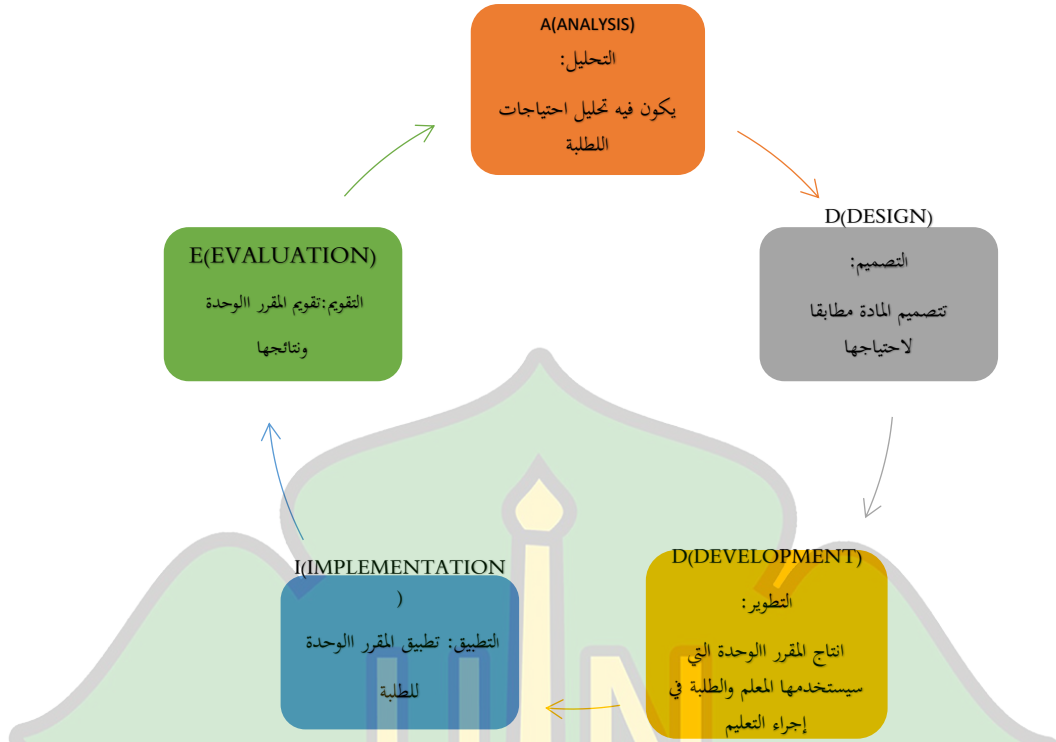 A(ANALYSIS)
التحليل:
يكون فيه تحليل احتياجات
اللطلبة
D(DESIGN)
التصميم:
تتصميم المادة مطابقا
لاحتياجها
D(DEVELOPMENT)
التطوير:
انتاج المقرر االوحدة التي
سيستخدمها المعلم والطلبة في
إجراء التعليم
I(IMPLEMENTATION
)
التطبيق: تطبيق المقرر االوحدة
للطلبة
E(EVALUATION)
التقويم:تقويم المقرر االوحدة
ونتائجها
UIN